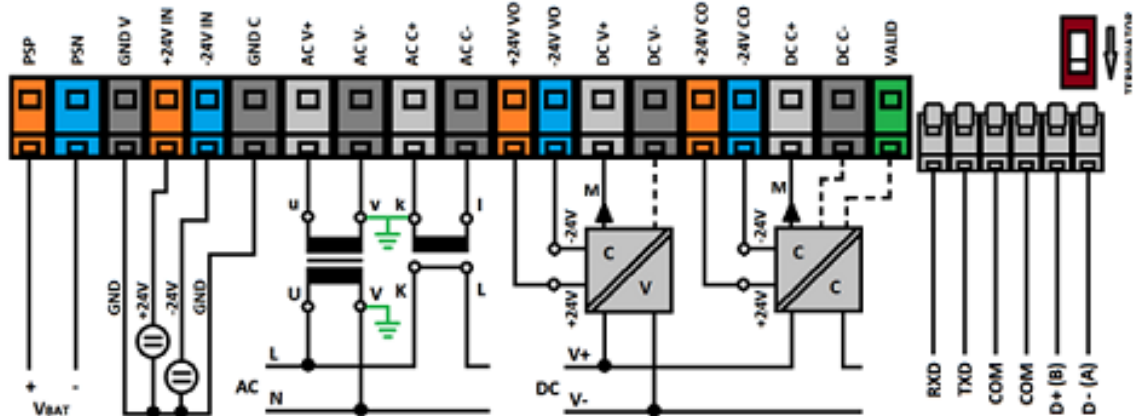 PSP
PSN
GND V
+24V IN
-24V IN
GND C
AC V+
AC V-
AC C+
AC C-
+24V VO
-24V VO
DC V+
DC V-
+24V CO
-24V CO
DC C+
DC C-
VALID
TERMINATOR
u
v
k
l
M
M
-24V
C
V
+24V
-24V
C
C
+24V
GND
+24V
-24V
GND
U
V
K
L
L
AC
N
V+
DC
V-
+
-
VBAT
RXD
TXD
COM
COM
D+ (B)
D- (A)